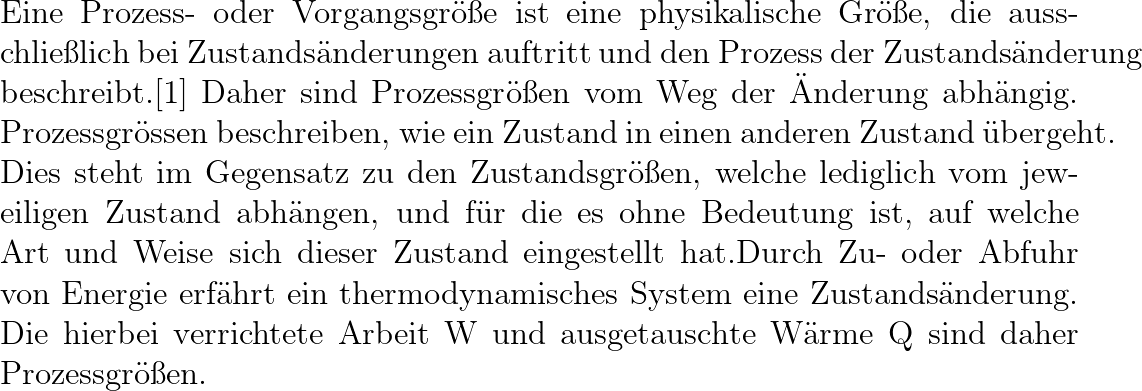 Eine Prozess- oder Vorgangsgröße ist eine physikalische Größe, die auss-
chließlich bei Zustandsänderungen auftritt und den Prozess der Zustandsänderung
beschreibt.[1] Daher sind Prozessgrößen vom Weg der Änderung abhängig.
Prozessgrössen beschreiben, wie ein Zustand in einen anderen Zustand übergeht.
Dies steht im Gegensatz zu den Zustandsgrößen, welche lediglich vom jew-
eiligen Zustand abhängen, und für die es ohne Bedeutung ist, auf welche
Art und Weise sich dieser Zustand eingestellt hat.Durch Zu- oder Abfuhr
von Energie erfährt ein thermodynamisches System eine Zustandsänderung.
Die hierbei verrichtete Arbeit W und ausgetauschte Wärme Q sind daher
Prozessgrößen.